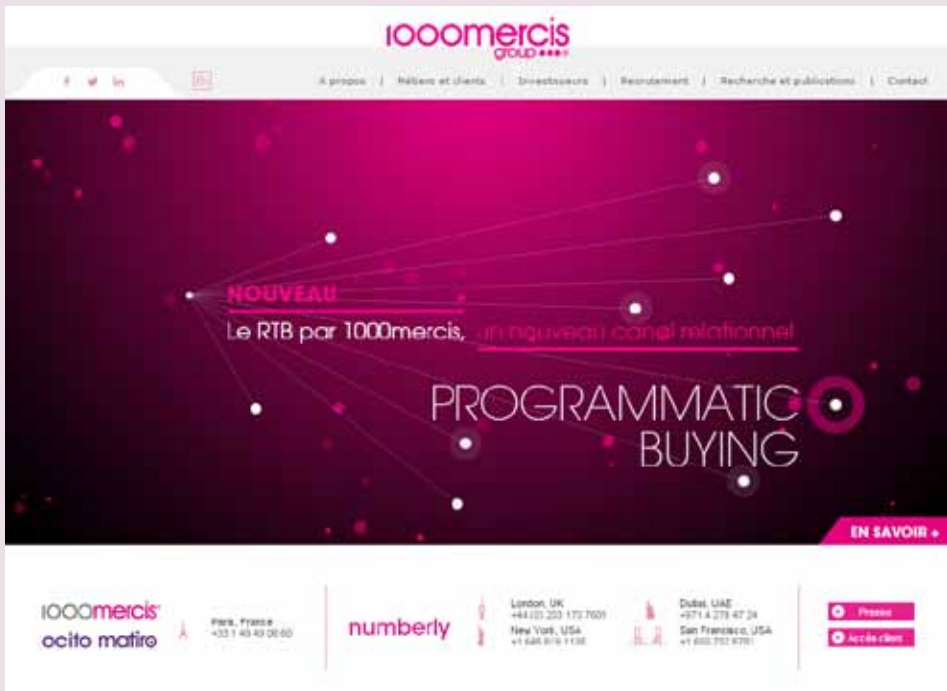 1000mercis
group
f in
A propos | Métiers et clients | Investisseurs | Recrutement | Recherche et publications | Contact
NOUVEAU
Le RTB par 1000mercis, un nouveau canal relationnel
PROGRAMMATIC
BUYING
EN SAVOIR +
1000mercis
ocito matiro
Paris, France
numberly
London, UK
New York, USA
Dubai, UAE
San Francisco, USA
Presse
Accès client